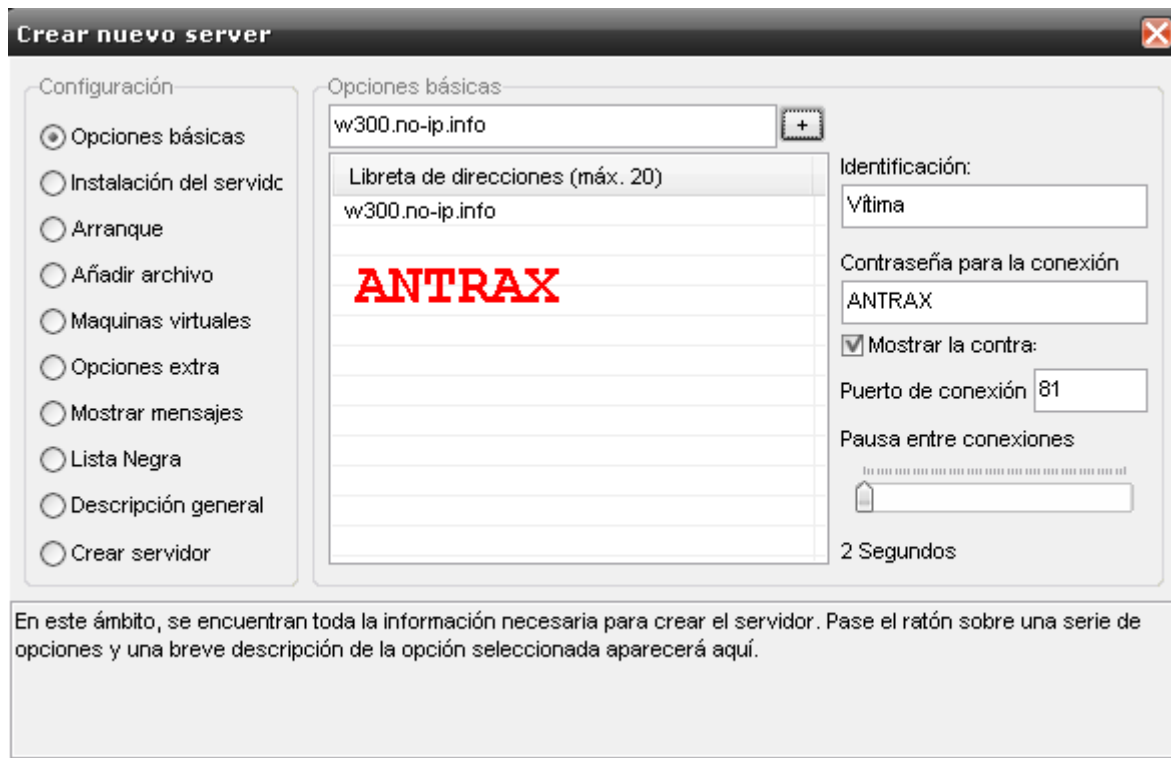 Crear nuevo server
Configuración
Opciones básicas
Instalación del servidc
Arranque
Añadir archivo
Maquinas virtuales
Opciones extra
Mostrar mensajes
Lista Negra
Descripción general
Crear servidor
Opciones básicas
w300.no-ip.info
+
Libreta de direcciones (máx. 20)
w300.no-ip.info
ANTRAX
Identificación:
Vítima
Contraseña para la conexión
ANTRAX
Mostrar la contra:
Puerto de conexión 81
Pausa entre conexiones
2 Segundos
En este ámbito, se encuentran toda la información necesaria para crear el servidor. Pase el ratón sobre una serie de
opciones y una breve descripción de la opción seleccionada aparecerá aquí.